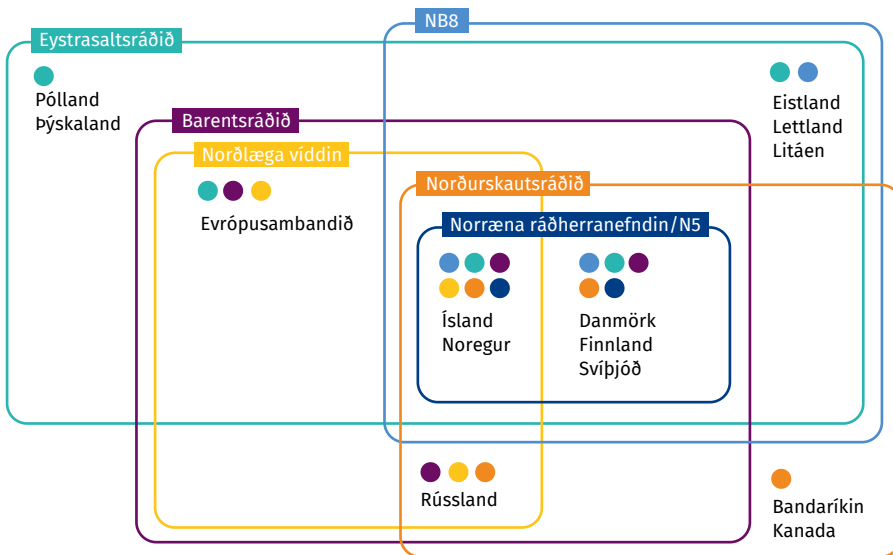 NB8
Eystrasaltsráðið
Pólland
Þýskaland
Eistland
Lettland
Litáen
Barentsráðið
Norðlæga víddin
Evrópusambandið
Norðurskautsráðið
Norræna ráðherranefndin/N5
Ísland
Noregur
Danmörk
Finnland
Svíþjóð
Rússland
Bandaríkin
Kanada